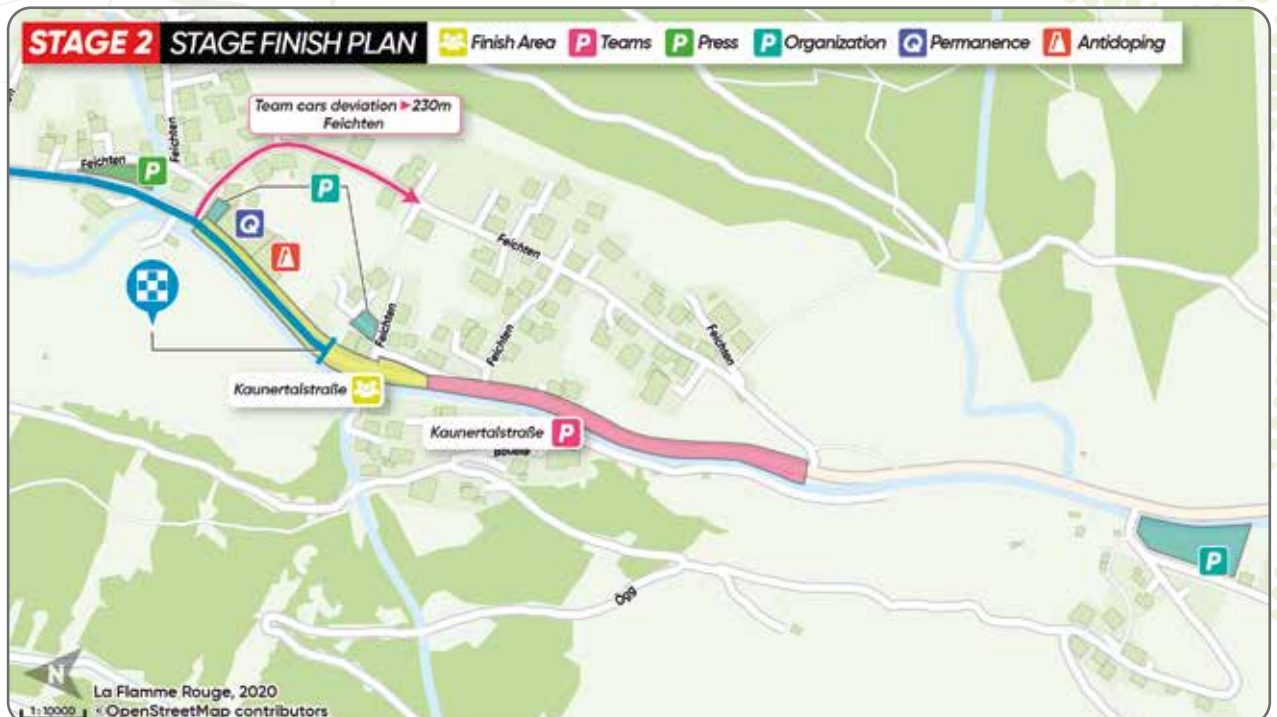 STAGE 2 STAGE FINISH PLAN Finish Area P Teams P Press P Organization Q Permanence Antidoping
Team cars deviation ►230m
Feichten
Feichten
Feichten
P
P
Q
Feichten
Feichten
Feichten
Feichten
Kaunertalstraße
Kaunertalstraße P
P
Ögg
N
La Flamme Rouge, 2020
1:10000 © OpenStreetMap contributors